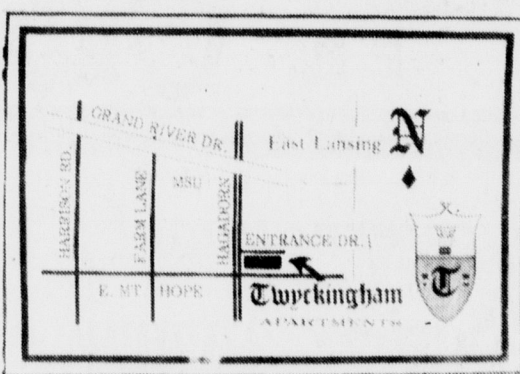 GRAND RIVER DR.
East Lansing
N
HARRISON RD.
FARM LANE
MSU
HAGADORN
ENTRANCE DR.
E. MT HOPE
Twyckingham
APARTMENTS
T